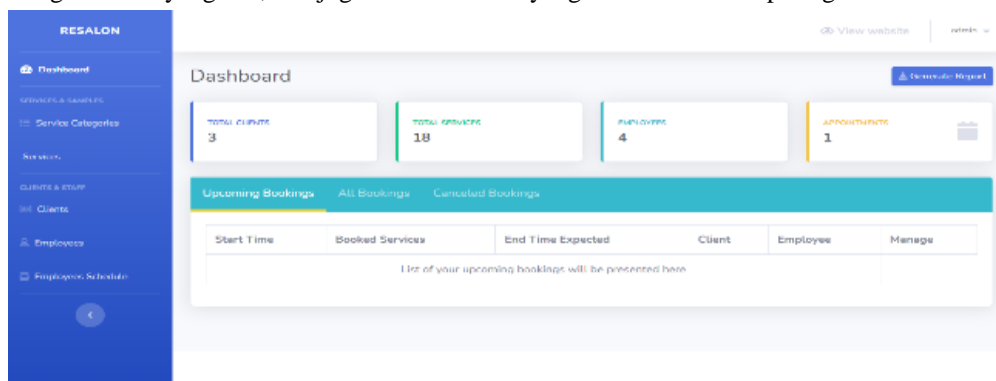 RESALON
View website
admin
Dashboard
Dashboard
Generate Report
SERVICES &
Service Categories
TOTAL CLIENTS
3
TOTAL SERVICES
18
EMPLOYEES
4
APPOINTMENTS
1
Services
CLIENTS & STAFF
Clients
Employees
Employees Schedule
Upcoming Bookings All Bookings Canceled Bookings
Start Time Booked Services End Time Expected Client Employee Manage
List of your upcoming bookings will be presented here